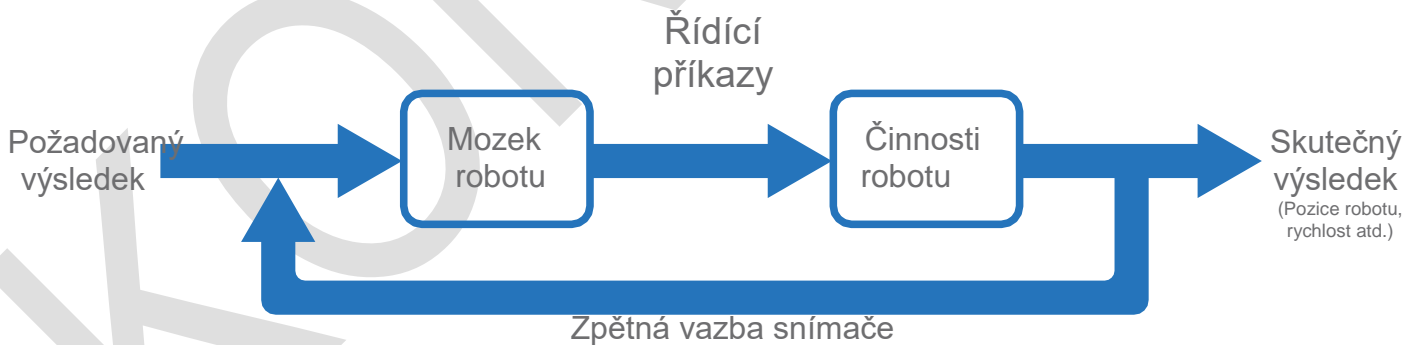 Řídící
příkazy
Požadovaný
výsledek
Mozek
robotu
Činnosti
robotu
Skutečný
výsledek
(Pozice robotu,
rychlost atd.)
Zpětná vazba snímače